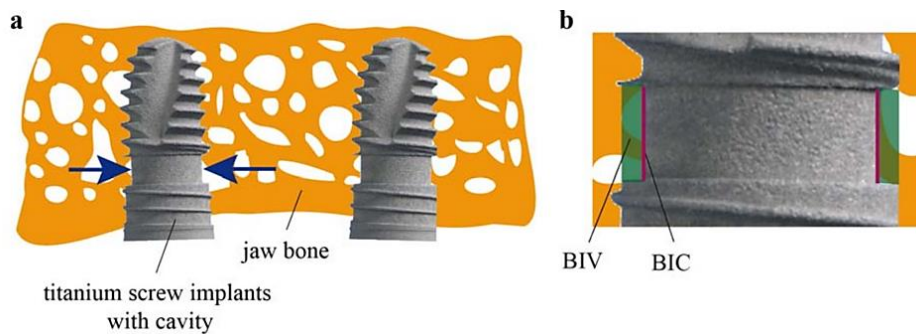 a
b
jaw bone
titanium screw implants
with cavity
BIV
BIC